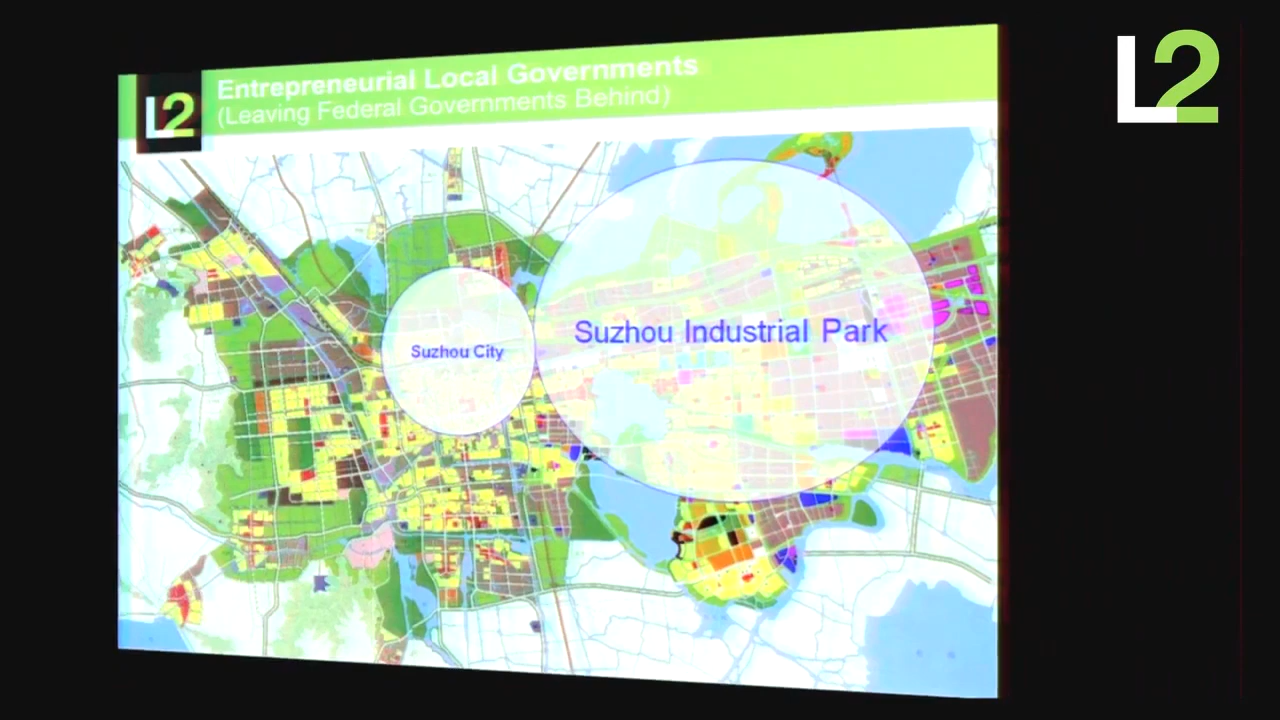 L2
Entrepreneurial Local Governments
(Leaving Federal Governments Behind)
L2
Suzhou City
Suzhou Industrial Park